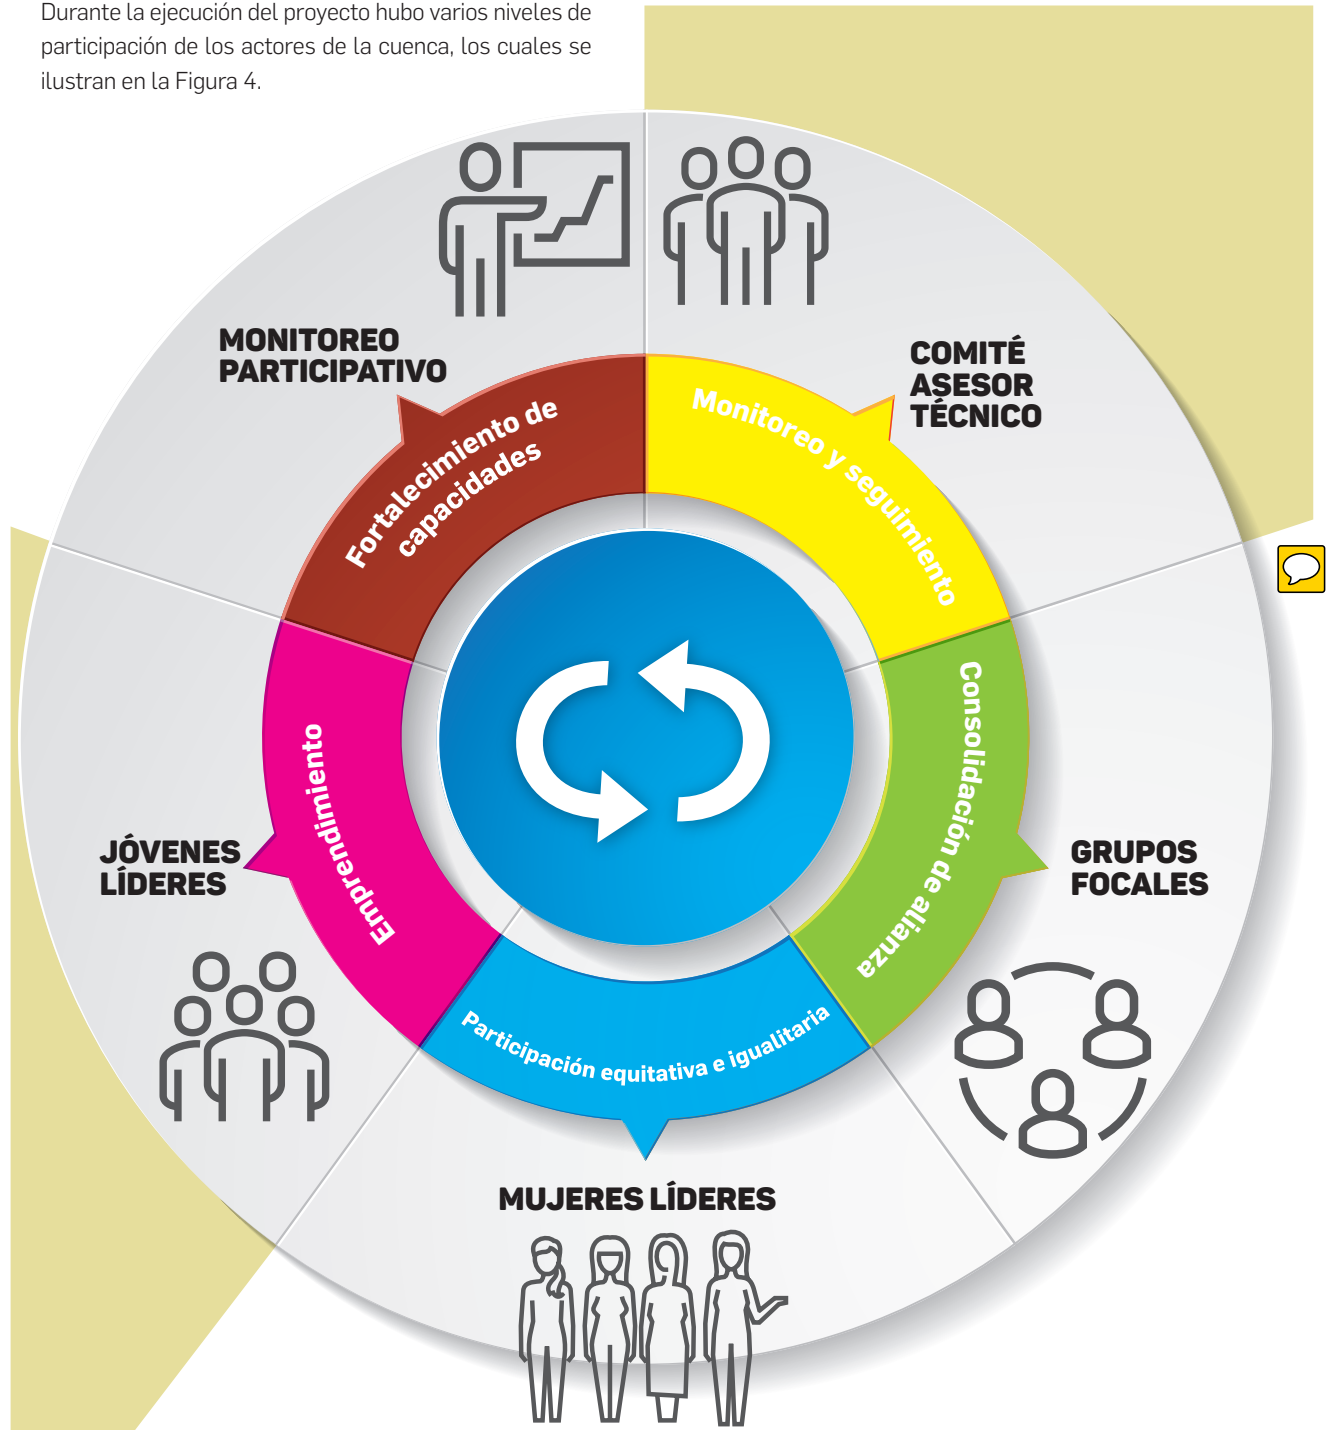 Durante la ejecución del proyecto hubo varios niveles de
participación de los actores de la cuenca, los cuales se
ilustran en la Figura 4.
MONITOREO
PARTICIPATIVO
COMITÉ
ASESOR
TÉCNICO
Fortalecimiento de
capacidades
Monitoreo y seguimiento
Emprendimiento
Consolidación de alianza
JÓVENES
LÍDERES
GRUPOS
FOCALES
Participación equitativa e igualitaria
MUJERES LÍDERES